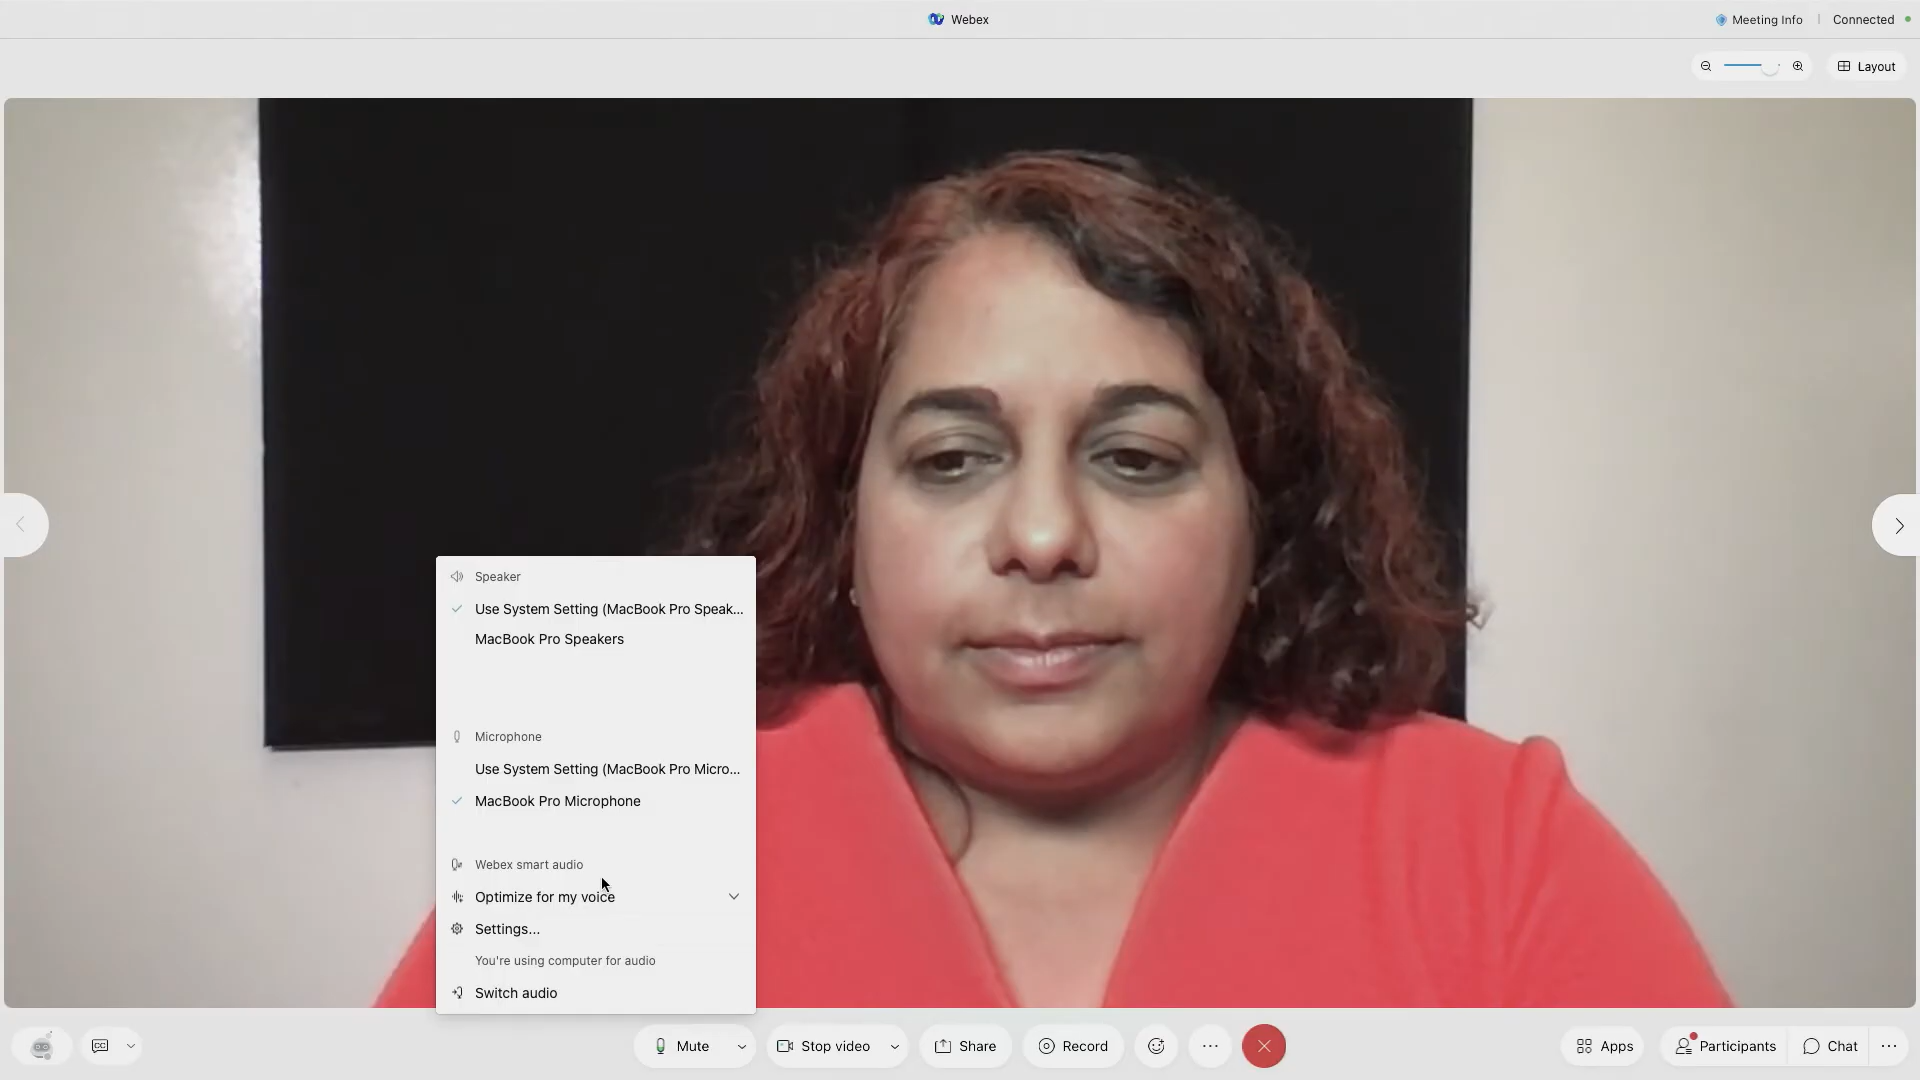 Webex
Meeting Info
Connected
Layout
Speaker
Use System Setting (MacBook Pro Speak...
MacBook Pro Speakers
Microphone
Use System Setting (MacBook Pro Micro...
MacBook Pro Microphone
Webex smart audio
Optimize for my voice
Settings...
You're using computer for audio
Switch audio
CC
Mute
Stop video
Share
Record
Apps
Participants
Chat